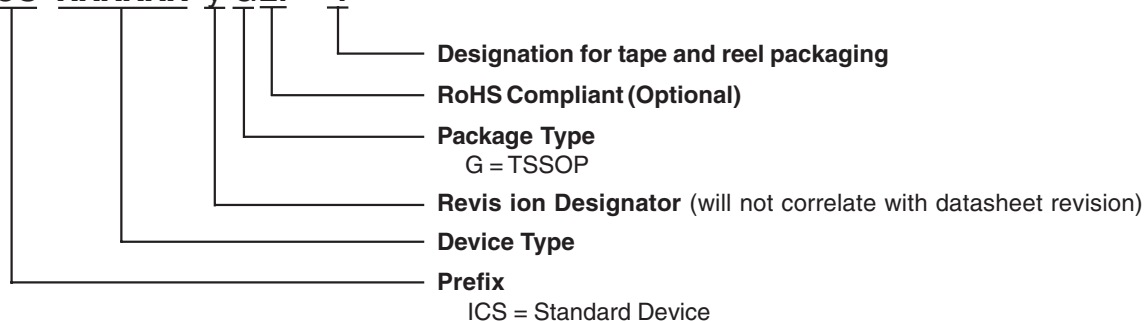 Designation for tape and reel packaging
RoHS Compliant (Optional)
Package Type
G = TSSOP
Revis ion Designator (will not correlate with datasheet revision)
Device Type
Prefix
ICS = Standard Device